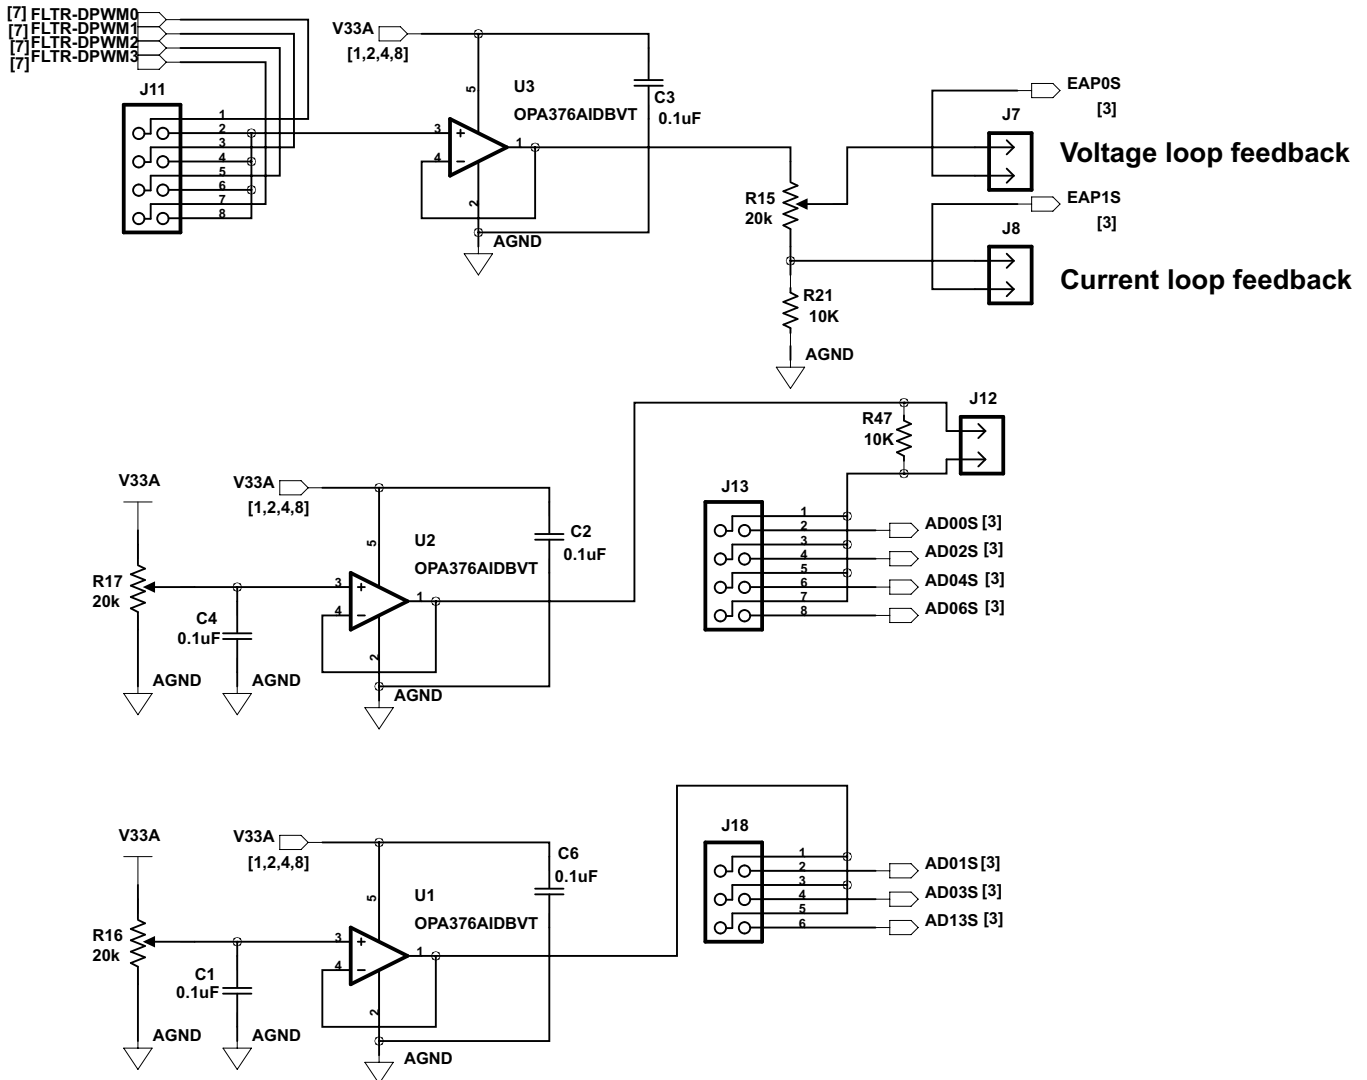 [7] FLTR-DPWM0
[7] FLTR-DPWM1
[7] FLTR-DPWM2
[7] FLTR-DPWM3
J11
1
2
3
4
5
6
7
8
V33A
[1,2,4,8]
5
U3
OPA376AIDBVT
3
+
4
−
1
2
C3
0.1uF
AGND
R15
20k
R21
10K
AGND
EAP0S
[3]
J7
Voltage loop feedback
EAP1S
[3]
J8
Current loop feedback
V33A
R17
20k
AGND
C4
0.1uF
AGND
V33A
[1,2,4,8]
5
U2
OPA376AIDBVT
3
+
4
−
1
2
C2
0.1uF
AGND
R47
10K
J12
J13
1
2
3
4
5
6
7
8
AD00S [3]
AD02S [3]
AD04S [3]
AD06S [3]
V33A
R16
20k
AGND
C1
0.1uF
AGND
V33A
[1,2,4,8]
5
U1
OPA376AIDBVT
3
+
4
−
1
2
C6
0.1uF
AGND
J18
1
2
3
4
5
6
AD01S [3]
AD03S [3]
AD13S [3]